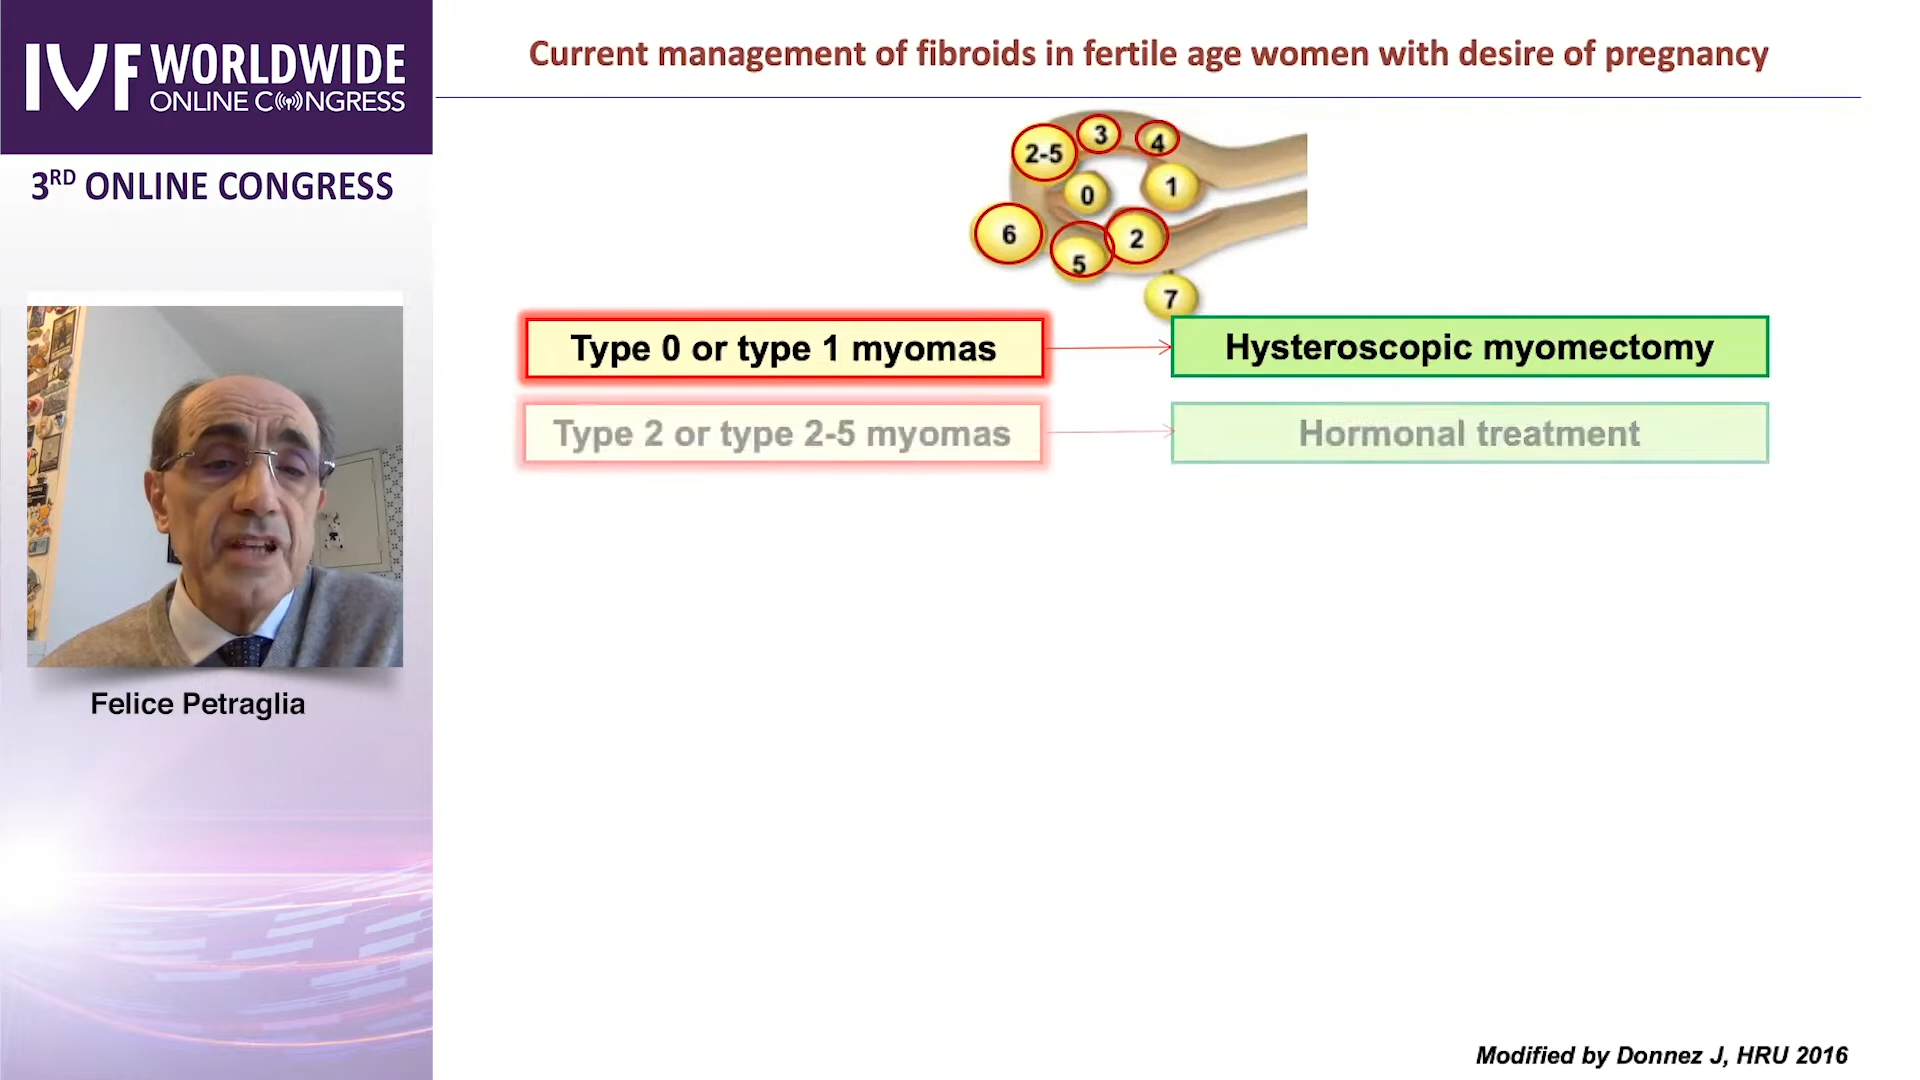 IVF WORLDWIDE
ONLINE CONGRESS
3RD ONLINE CONGRESS
Felice Petraglia
Current management of fibroids in fertile age women with desire of pregnancy
2-5
3
4
0
1
6
5
2
7
Type 0 or type 1 myomas
Hysteroscopic myomectomy
Type 2 or type 2-5 myomas
Hormonal treatment
Modified by Donnez J, HRU 2016